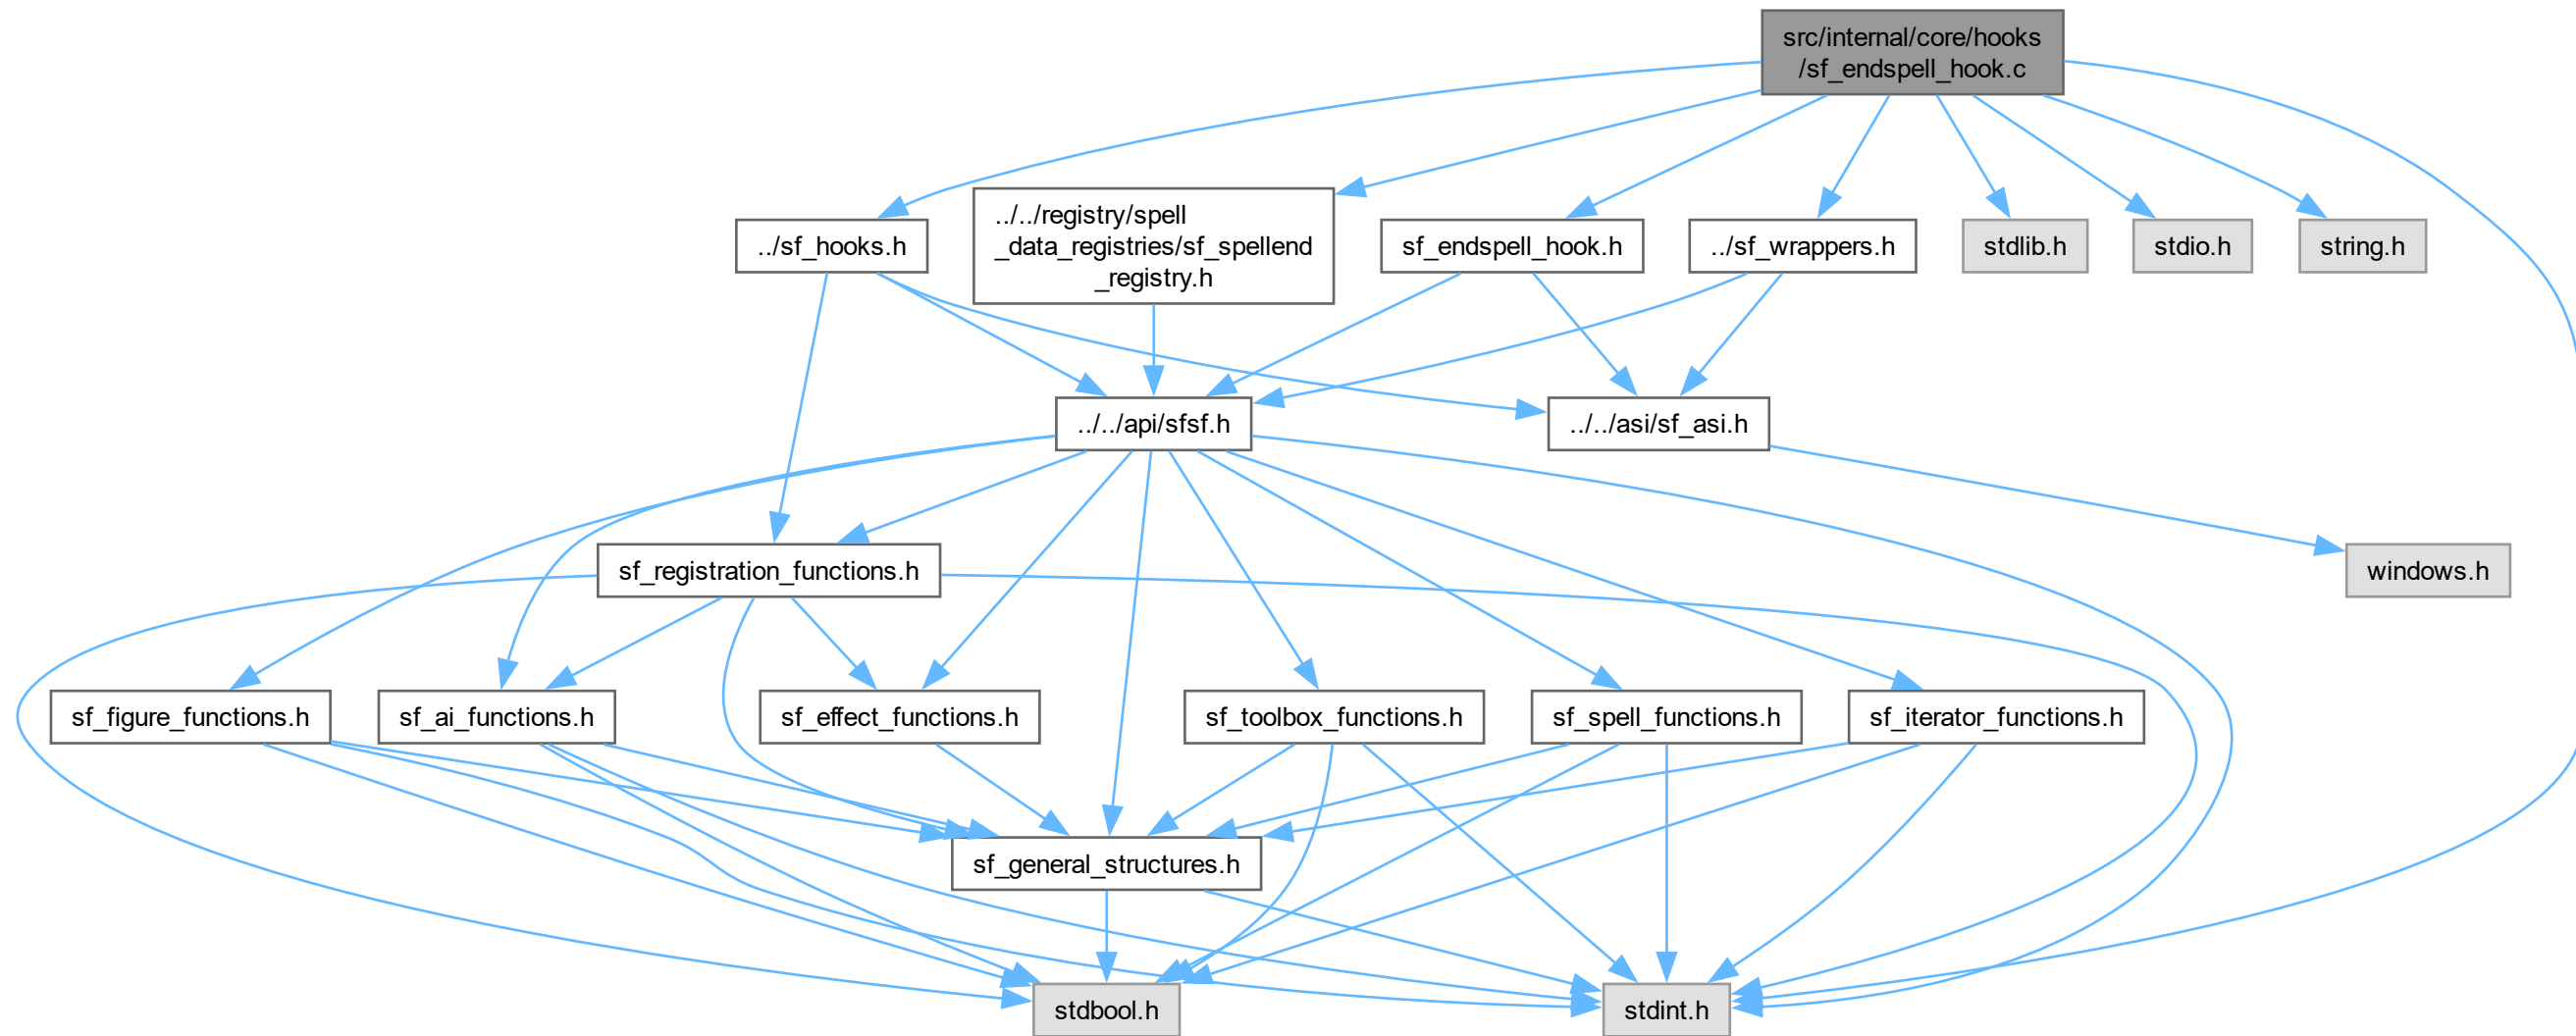 src/internal/core/hooks
/sf_endspell_hook.c
../sf_hooks.h
../../registry/spell
_data_registries/sf_spellend
_registry.h
sf_endspell_hook.h
../sf_wrappers.h
stdlib.h
stdio.h
string.h
../../api/sfsf.h
../../asi/sf_asi.h
sf_registration_functions.h
windows.h
sf_figure_functions.h
sf_ai_functions.h
sf_effect_functions.h
sf_toolbox_functions.h
sf_spell_functions.h
sf_iterator_functions.h
sf_general_structures.h
stdbool.h
stdint.h